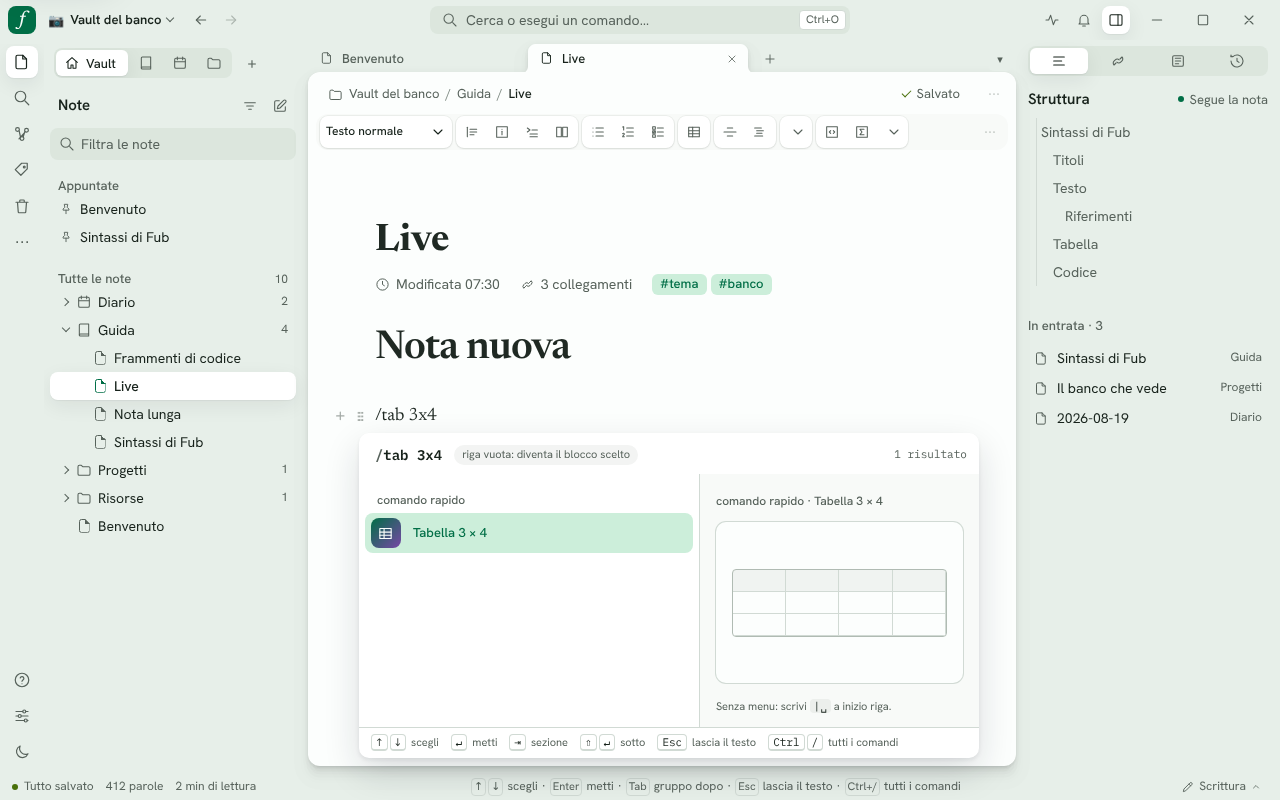 Vault del banco
Cerca o esegui un comando…
Ctrl+O
Vault
Note
Filtra le note
Appuntate
Benvenuto
Sintassi di Fub
Tutte le note 10
Diario 2
Guida 4
Frammenti di codice
Live
Nota lunga
Sintassi di Fub
Progetti 1
Risorse 1
Benvenuto
Benvenuto
Live
Vault del banco / Guida / Live
Salvato
Testo normale
Live
Modificata 07:30
3 collegamenti
#tema #banco
Nota nuova
/tab 3x4
/tab 3x4 riga vuota: diventa il blocco scelto 1 risultato
comando rapido
Tabella 3 × 4
comando rapido · Tabella 3 × 4
Senza menu: scrivi |␣ a inizio riga.
↑ ↓ scegli ↵ metti ⇥ sezione ⇧ ↵ sotto Esc lascia il testo Ctrl / tutti i comandi
Struttura
Segue la nota
Sintassi di Fub
Titoli
Testo
Riferimenti
Tabella
Codice
In entrata · 3
Sintassi di Fub Guida
Il banco che vede Progetti
2026-08-19 Diario
Tutto salvato 412 parole 2 min di lettura
↑ ↓ scegli · Enter metti · Tab gruppo dopo · Esc lascia il testo · Ctrl+/ tutti i comandi
Scrittura